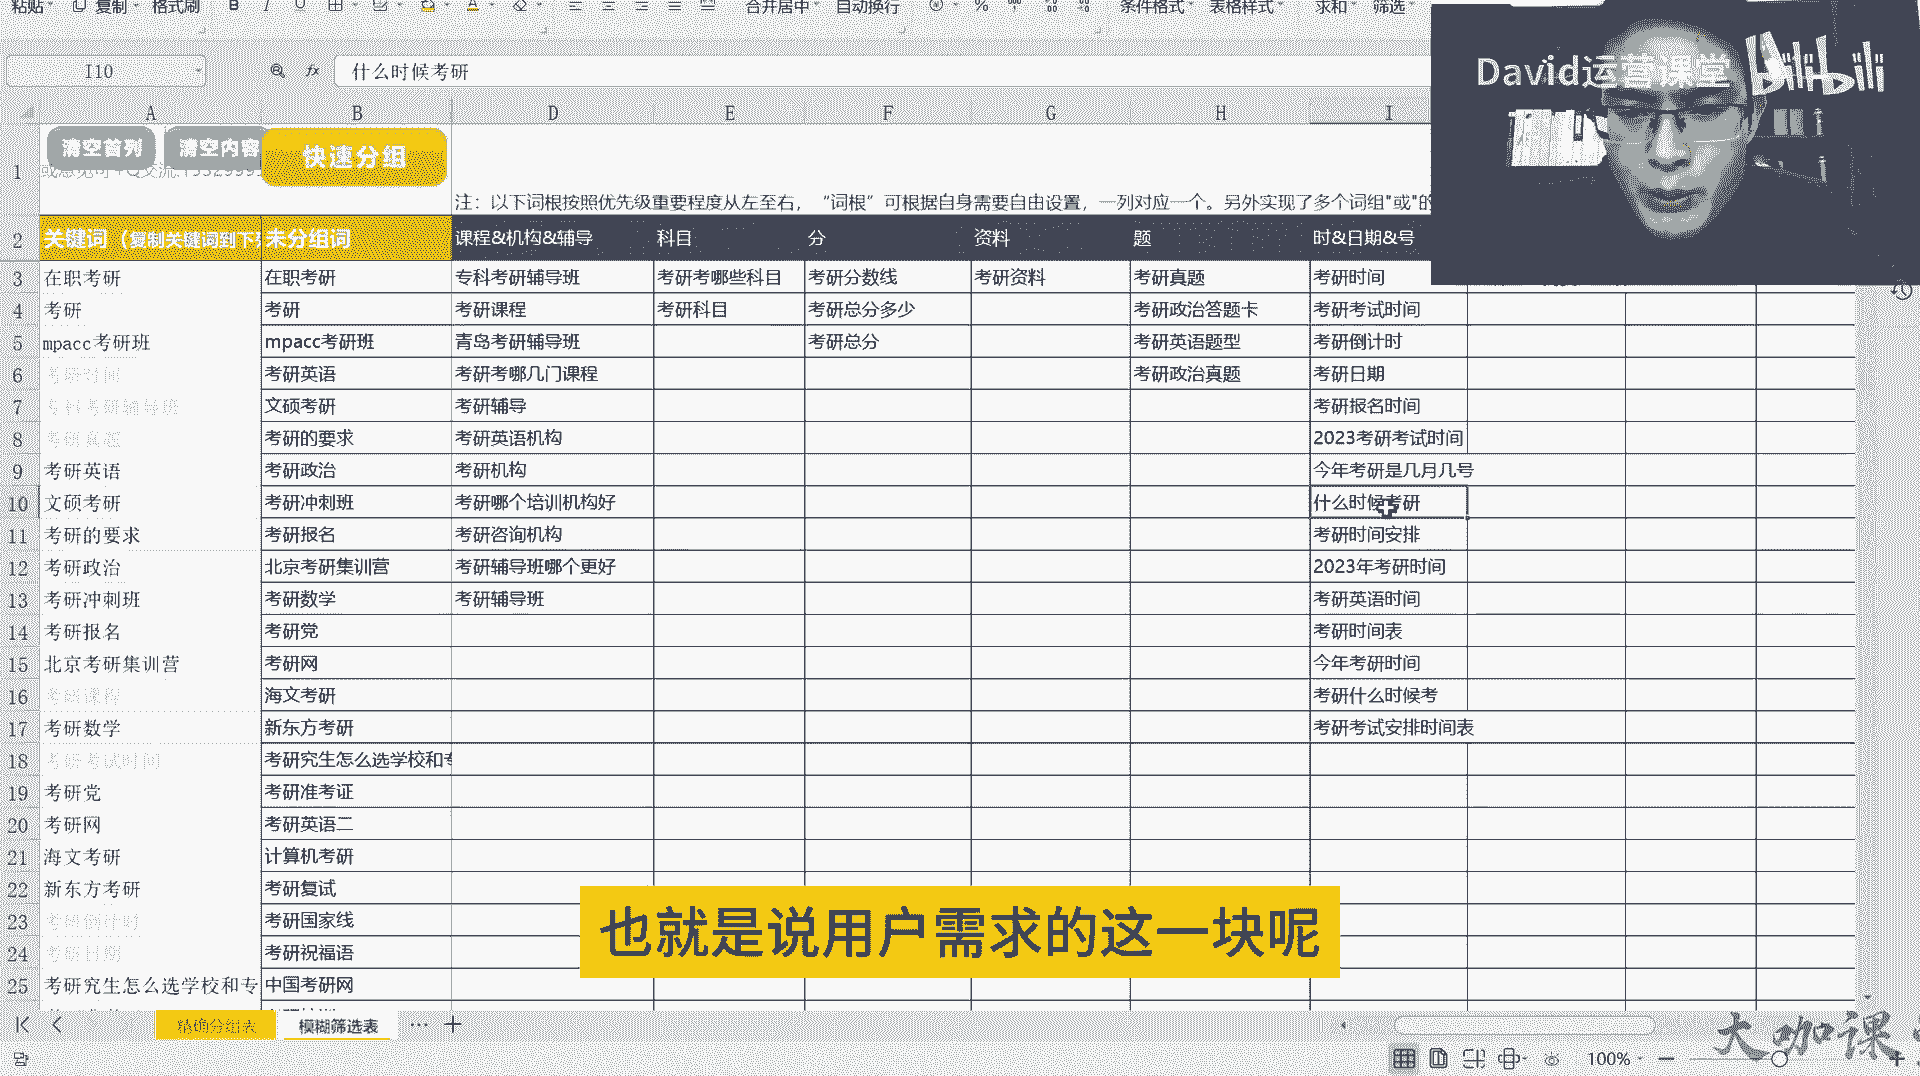 粘贴 复制 格式刷 B I U A 合并居中 自动换行 % 条件格式 表格样式 求和 筛选
I10 fx 什么时候考研
David运营课堂 bilibili
A B D E F G H I
清空首列 清空内容 快速分组
1 注：以下词根按照优先级重要程度从左至右，“词根”可根据自身需要自由设置，一列对应一个。另外实现了多个词组"或"的
2 关键词（复制关键词到下 未分组词 课程&机构&辅导 科目 分 资料 题 时&日期&号
3 在职考研 在职考研 专科考研辅导班 考研考哪些科目 考研分数线 考研资料 考研真题 考研时间
4 考研 考研 考研课程 考研科目 考研总分多少 考研政治答题卡 考研考试时间
5 mpacc考研班 mpacc考研班 青岛考研辅导班 考研总分 考研英语题型 考研倒计时
6 考研时间 考研英语 考研考哪几门课程 考研政治真题 考研日期
7 专科考研辅导班 文硕考研 考研辅导 考研报名时间
8 考研真题 考研的要求 考研英语机构 2023考研考试时间
9 考研英语 考研政治 考研机构 今年考研是几月几号
10 文硕考研 考研冲刺班 考研哪个培训机构好 什么时候考研
11 考研的要求 考研报名 考研咨询机构 考研时间安排
12 考研政治 北京考研集训营 考研辅导班哪个更好 2023年考研时间
13 考研冲刺班 考研数学 考研辅导班 考研英语时间
14 考研报名 考研党 考研时间表
15 北京考研集训营 考研网 今年考研时间
16 考研课程 海文考研 考研什么时候考
17 考研数学 新东方考研 考研考试安排时间表
18 考研考试时间 考研究生怎么选学校和专
19 考研党 考研准考证
20 考研网 考研英语二
21 海文考研 计算机考研
22 新东方考研 考研复试
23 考研倒计时 考研国家线
24 考研日期 考研祝福语
25 考研究生怎么选学校和专 中国考研网
也就是说用户需求的这一块呢
精确分组表 模糊筛选表 ··· +
大咖课
100% − +